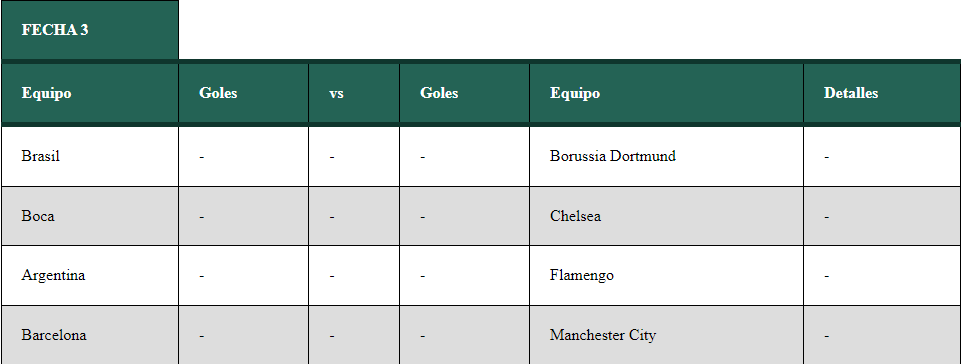 FECHA 3
Equipo Goles vs Goles Equipo Detalles
Brasil - - - Borussia Dortmund -
Boca - - - Chelsea -
Argentina - - - Flamengo -
Barcelona - - - Manchester City -